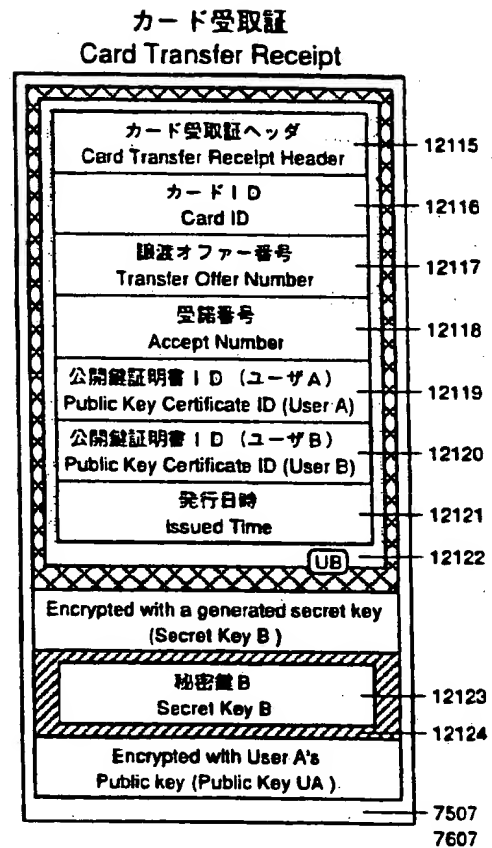 カード受取証
Card Transfer Receipt
カード受取証ヘッダ
Card Transfer Receipt Header
12115
カードID
Card ID
12116
譲渡オファー番号
Transfer Offer Number
12117
受諾番号
Accept Number
12118
公開鍵証明書ID（ユーザA）
Public Key Certificate ID (User A)
12119
公開鍵証明書ID（ユーザB）
Public Key Certificate ID (User B)
12120
発行日時
Issued Time
12121
UB
12122
Encrypted with a generated secret key
(Secret Key B )
秘密鍵B
Secret Key B
12123
12124
Encrypted with User A's
Public key (Public Key UA )
7507
7607